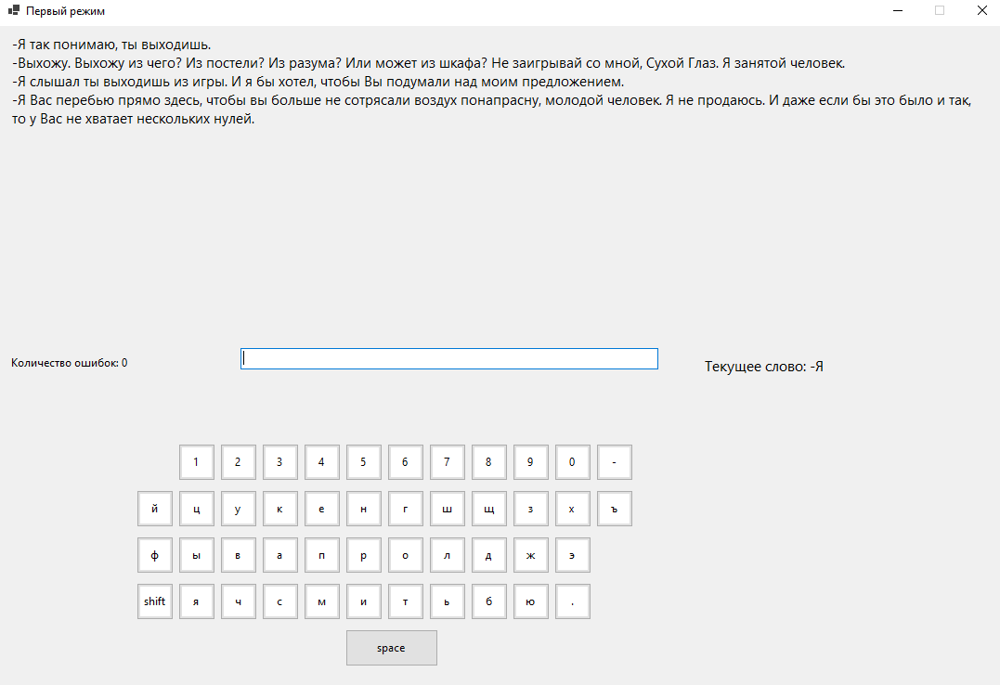 Первый режим
-Я так понимаю, ты выходишь.
-Выхожу. Выхожу из чего? Из постели? Из разума? Или может из шкафа? Не заигрывай со мной, Сухой Глаз. Я занятой человек.
-Я слышал ты выходишь из игры. И я бы хотел, чтобы Вы подумали над моим предложением.
-Я Вас перебью прямо здесь, чтобы вы больше не сотрясали воздух понапрасну, молодой человек. Я не продаюсь. И даже если бы это было и так,
то у Вас не хватает нескольких нулей.
Количество ошибок: 0
Текущее слово: -Я
1 2 3 4 5 6 7 8 9 0 -
й ц у к е н г ш щ з х ъ
ф ы в а п р о л д ж э
shift я ч с м и т ь б ю .
space